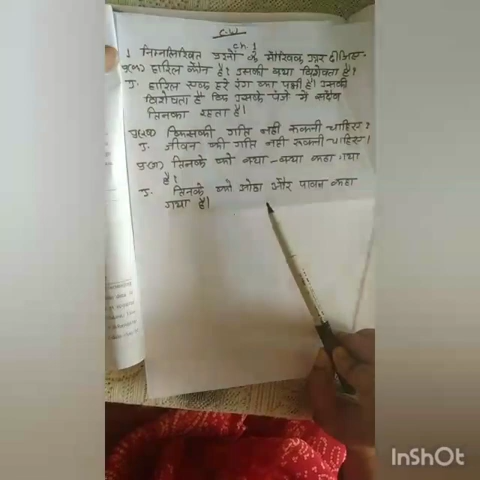 C.W
Ch. 1
1 निम्नलिखित प्रश्नों के मौखिक उत्तर दीजिए-
प्र(क) हारिल कौन है? उसकी क्या विशेषता है?
उ. हारिल एक हरे रंग का पक्षी है। उसकी
विशेषता है कि उसके पंजे में सदैव
तिनका रहता है।
प्र(ख) किसकी गति नही रुकनी चाहिए?
उ. जीवन की गति नही रुकनी चाहिए।
प्र(ग) तिनके को क्या-क्या कहा गया
है?
उ. तिनके को ओछा और पावन कहा
गया है।
InShOt